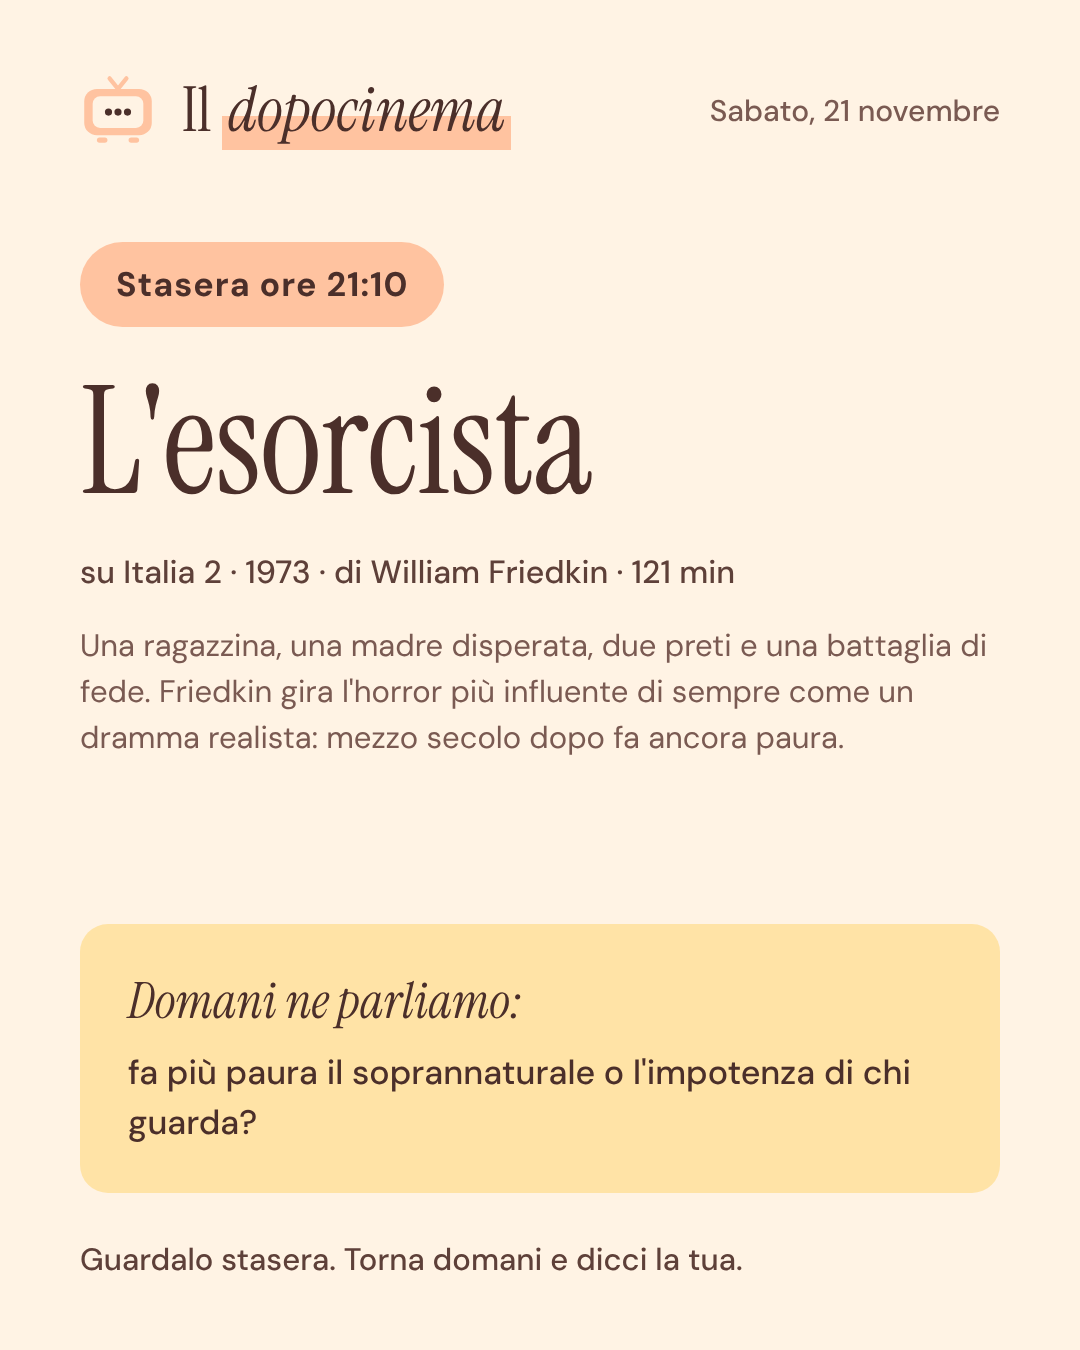 Il dopocinema
Sabato, 21 novembre
Stasera ore 21:10
L'esorcista
su Italia 2 · 1973 · di William Friedkin · 121 min
Una ragazzina, una madre disperata, due preti e una battaglia di
fede. Friedkin gira l'horror più influente di sempre come un
dramma realista: mezzo secolo dopo fa ancora paura.
Domani ne parliamo:
fa più paura il soprannaturale o l'impotenza di chi
guarda?
Guardalo stasera. Torna domani e dicci la tua.